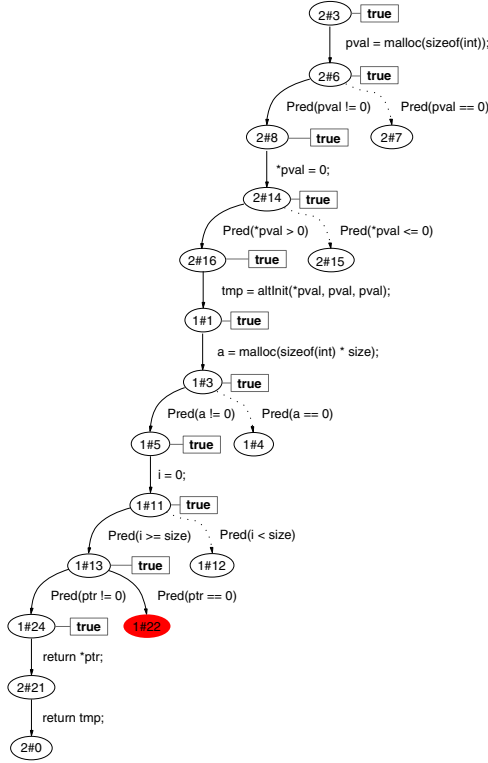 2#3 true
pval = malloc(sizeof(int));
2#6 true
Pred(pval != 0) Pred(pval == 0)
2#8 true 2#7
*pval = 0;
2#14 true
Pred(*pval > 0) Pred(*pval <= 0)
2#16 true 2#15
tmp = altInit(*pval, pval, pval);
1#1 true
a = malloc(sizeof(int) * size);
1#3 true
Pred(a != 0) Pred(a == 0)
1#5 true 1#4
i = 0;
1#11 true
Pred(i >= size) Pred(i < size)
1#13 true 1#12
Pred(ptr != 0) Pred(ptr == 0)
1#24 true 1#22
return *ptr;
2#21
return tmp;
2#0